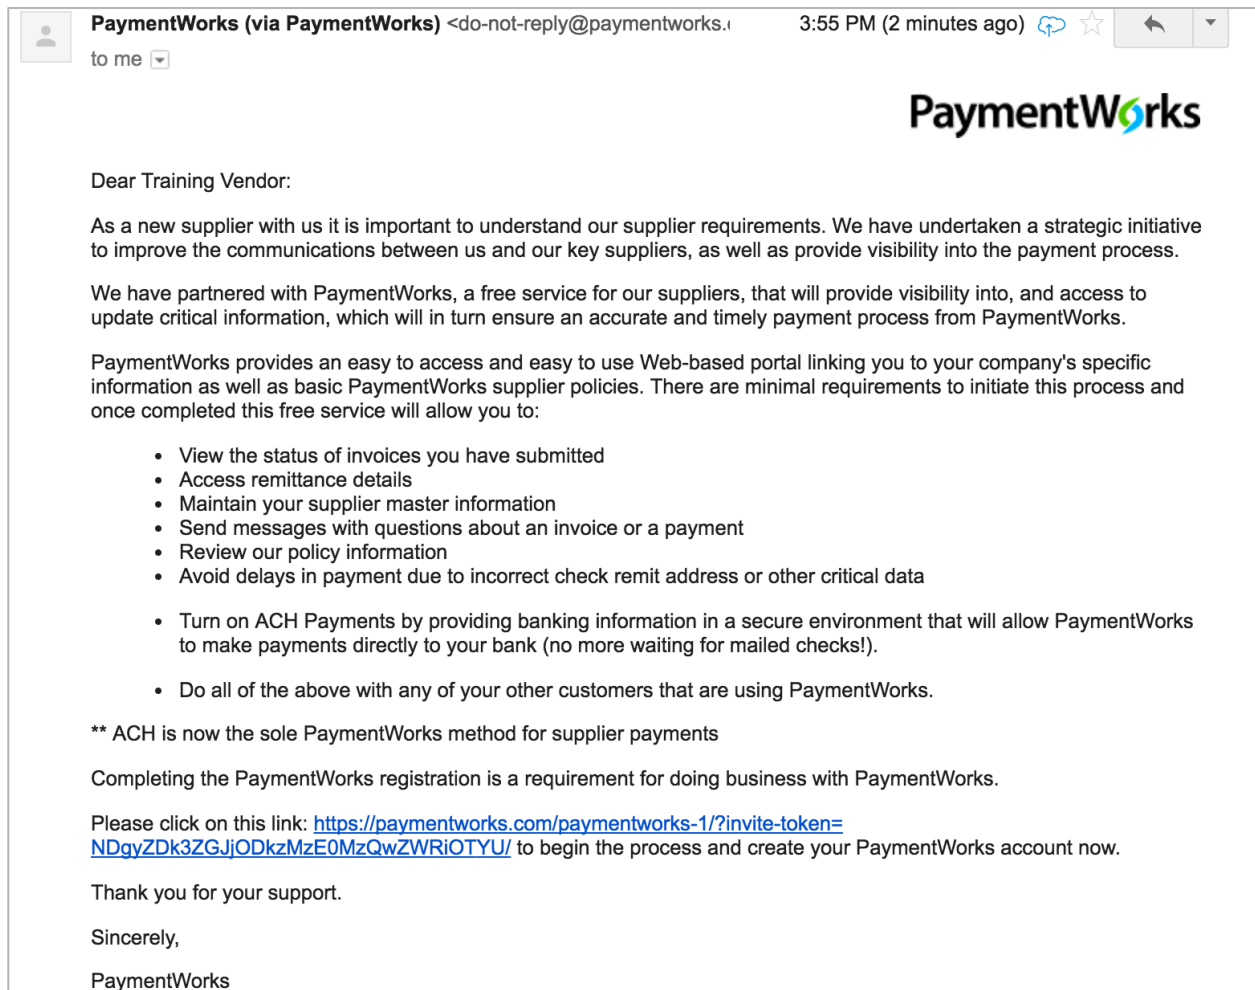 PaymentWorks (via PaymentWorks) <do-not-reply@paymentworks. 3:55 PM (2 minutes ago)
to me
PaymentWorks
Dear Training Vendor:
As a new supplier with us it is important to understand our supplier requirements. We have undertaken a strategic initiative
to improve the communications between us and our key suppliers, as well as provide visibility into the payment process.
We have partnered with PaymentWorks, a free service for our suppliers, that will provide visibility into, and access to
update critical information, which will in turn ensure an accurate and timely payment process from PaymentWorks.
PaymentWorks provides an easy to access and easy to use Web-based portal linking you to your company's specific
information as well as basic PaymentWorks supplier policies. There are minimal requirements to initiate this process and
once completed this free service will allow you to:
• View the status of invoices you have submitted
• Access remittance details
• Maintain your supplier master information
• Send messages with questions about an invoice or a payment
• Review our policy information
• Avoid delays in payment due to incorrect check remit address or other critical data
• Turn on ACH Payments by providing banking information in a secure environment that will allow PaymentWorks
to make payments directly to your bank (no more waiting for mailed checks!).
• Do all of the above with any of your other customers that are using PaymentWorks.
** ACH is now the sole PaymentWorks method for supplier payments
Completing the PaymentWorks registration is a requirement for doing business with PaymentWorks.
Please click on this link: https://paymentworks.com/paymentworks-1/?invite-token=
NDgyZDk3ZGJjODkzMzE0MzQwZWRiOTYU/ to begin the process and create your PaymentWorks account now.
Thank you for your support.
Sincerely,
PaymentWorks